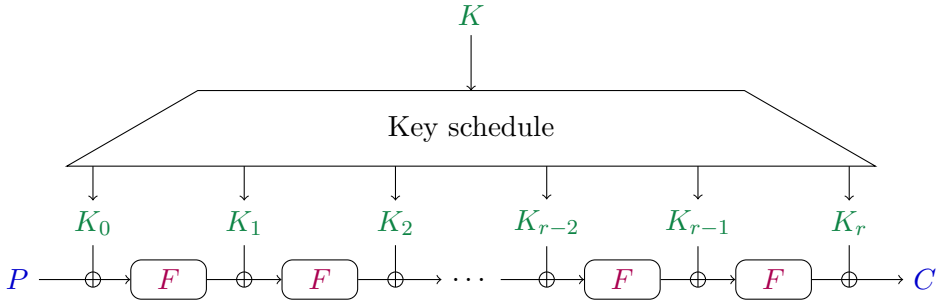 K
Key schedule
K₀ K₁ K₂ Kᵣ₋₂ Kᵣ₋₁ Kᵣ
P F F ⋯ F F C